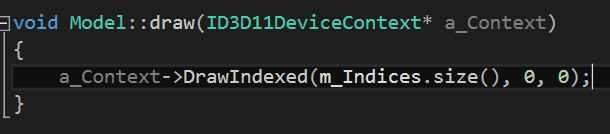 void Model::draw(ID3D11DeviceContext* a_Context)
{
    a_Context->DrawIndexed(m_Indices.size(), 0, 0);
}